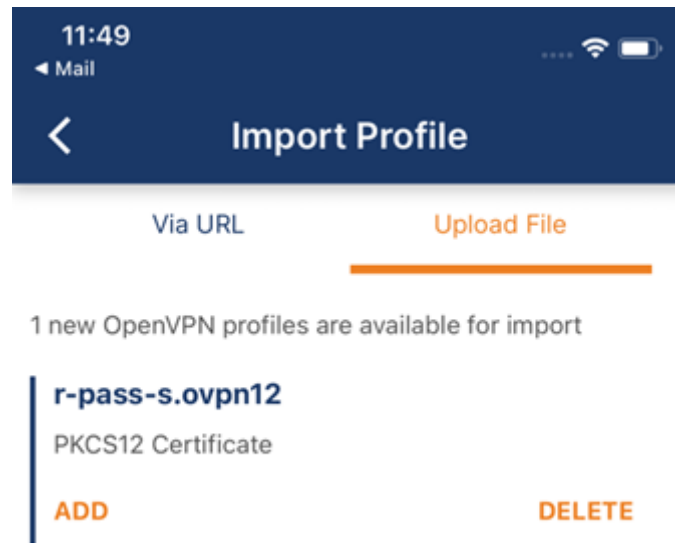 11:49
◀ Mail
Import Profile
Via URL
Upload File
1 new OpenVPN profiles are available for import
r-pass-s.ovpn12
PKCS12 Certificate
ADD
DELETE